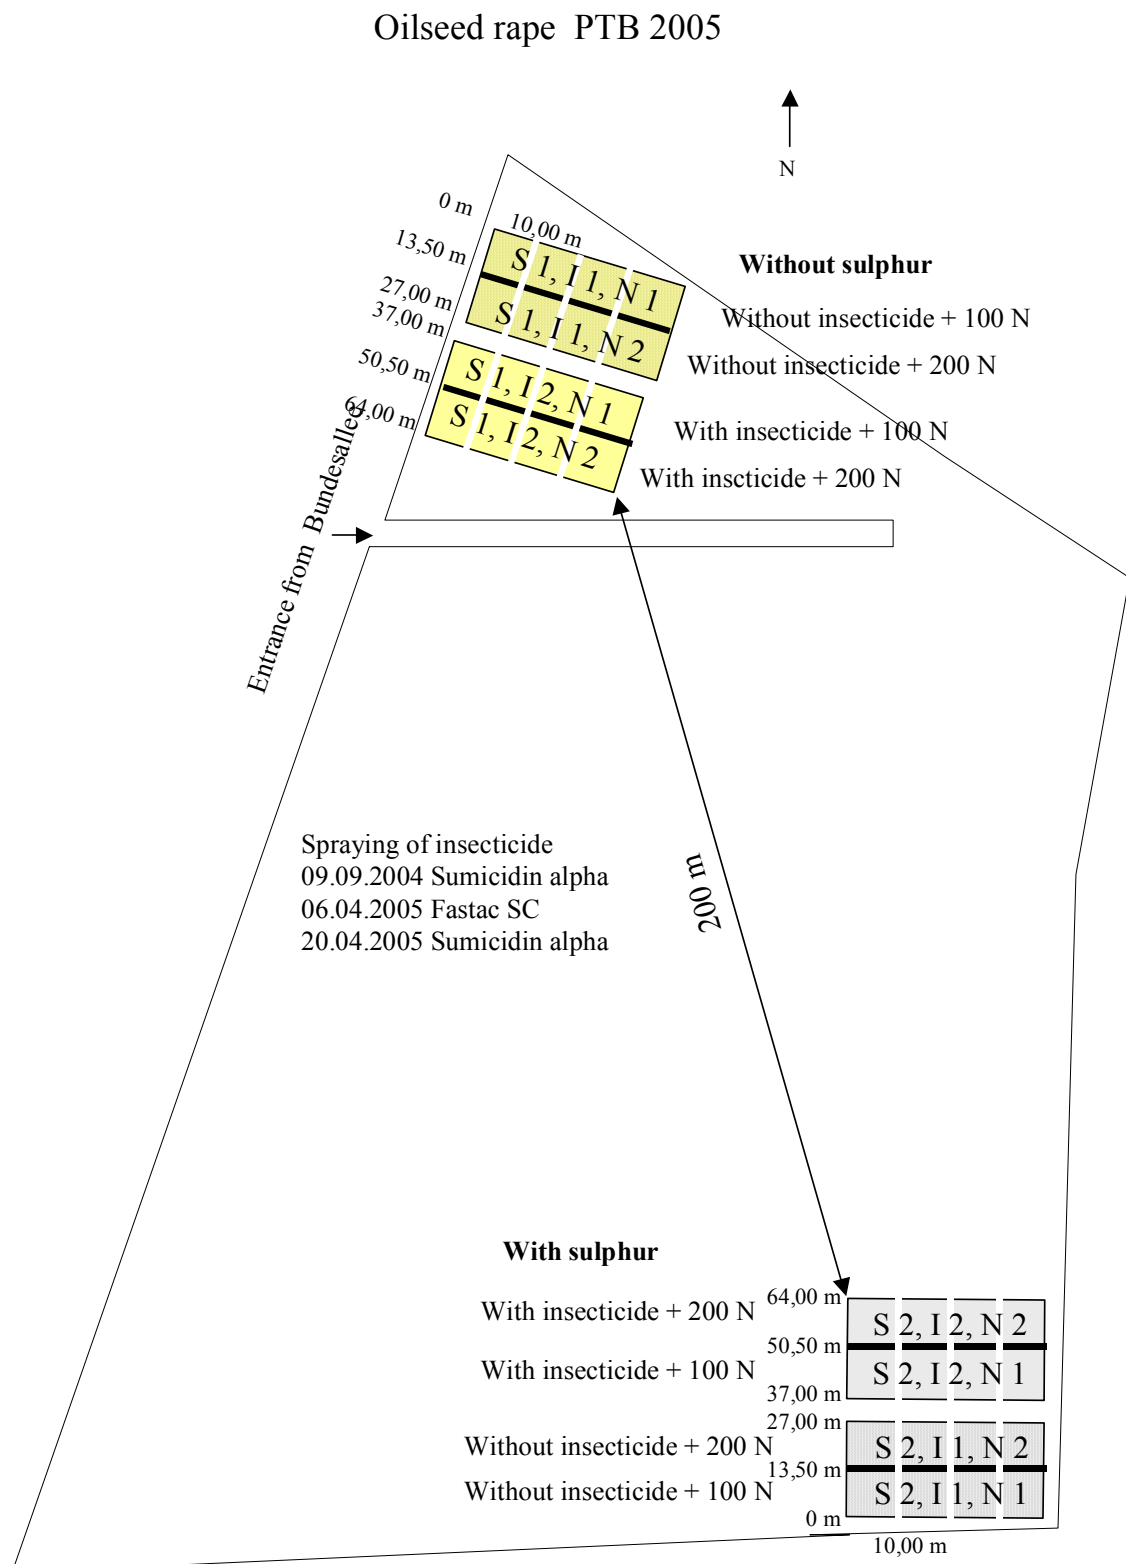 Oilseed rape PTB 2005
N
0 m
10,00 m
13,50 m
S 1, I 1, N 1
Without sulphur
27,00 m
Without insecticide + 100 N
37,00 m
S 1, I 1, N 2
Without insecticide + 200 N
50,50 m
S 1, I 2, N 1
64,00 m
With insecticide + 100 N
S 1, I 2, N 2
With inscticide + 200 N
Entrance from Bundesallee
Spraying of insecticide
09.09.2004 Sumicidin alpha
06.04.2005 Fastac SC
20.04.2005 Sumicidin alpha
200 m
With sulphur
64,00 m
With insecticide + 200 N
S 2, I 2, N 2
50,50 m
With insecticide + 100 N
S 2, I 2, N 1
37,00 m
27,00 m
Without insecticide + 200 N
S 2, I 1, N 2
13,50 m
Without insecticide + 100 N
S 2, I 1, N 1
0 m
10,00 m